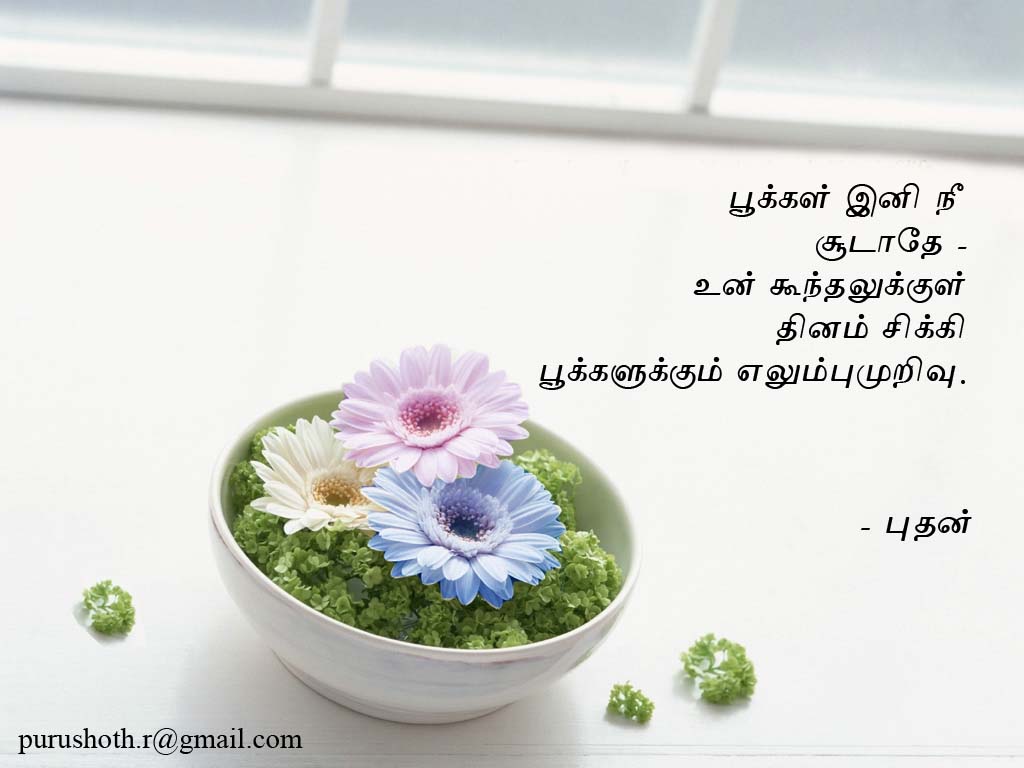 பூக்கள் இனி நீ
சூடாதே -
உன் கூந்தலுக்குள்
தினம் சிக்கி
பூக்களுக்கும் எலும்புமுறிவு.
- புதன்
purushoth.r@gmail.com